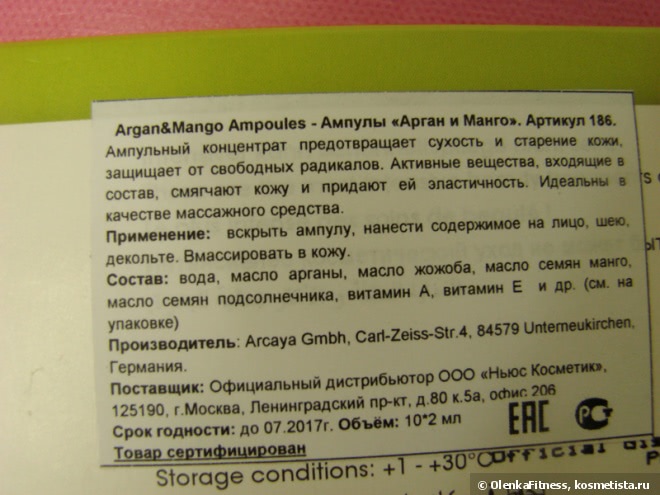 Argan&Mango Ampoules - Ампулы «Арган и Манго». Артикул 186.
Ампульный концентрат предотвращает сухость и старение кожи,
защищает от свободных радикалов. Активные вещества, входящие в
состав, смягчают кожу и придают ей эластичность. Идеальны в
качестве массажного средства.
Применение: вскрыть ампулу, нанести содержимое на лицо, шею,
декольте. Вмассировать в кожу.
Состав: вода, масло арганы, масло жожоба, масло семян манго,
масло семян подсолнечника, витамин А, витамин Е и др. (см. на
упаковке)
Производитель: Arcaya Gmbh, Carl-Zeiss-Str.4, 84579 Unterneukirchen,
Германия.
Поставщик: Официальный дистрибьютор ООО «Ньюс Косметик»,
125190, г.Москва, Ленинградский пр-кт, д.80 к.5а, офис 206
Срок годности: до 07.2017г. Объём: 10*2 мл
EAC
Товар сертифицирован
Storage conditions: +1 - +30°C
Official
© OlenkaFitness, kosmetista.ru